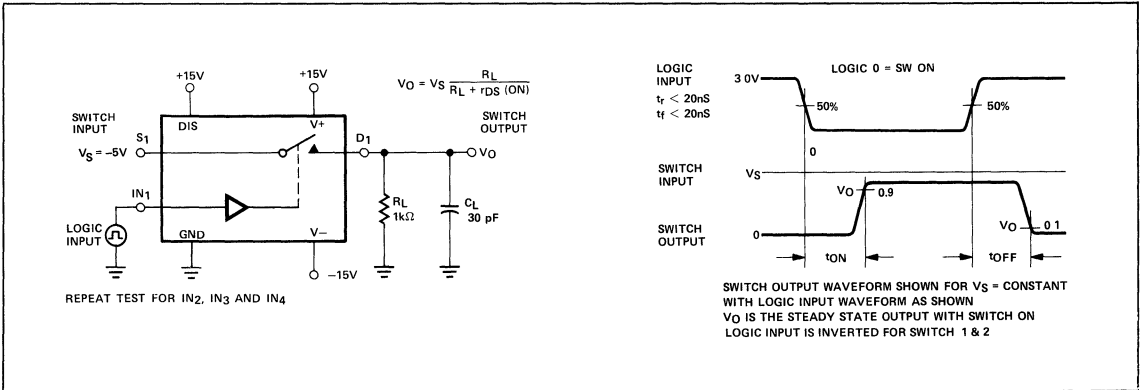 +15V
+15V
VO = VS RL
RL + rDS (ON)
SWITCH
INPUT
DIS
V+
SWITCH
OUTPUT
S1
D1
VS = −5V
VO
IN1
RL
1kΩ
CL
30 pF
LOGIC
INPUT
GND
V−
−15V
REPEAT TEST FOR IN2, IN3 AND IN4
LOGIC
INPUT
tr < 20nS
tf < 20nS
3 0V
LOGIC 0 = SW ON
50%
50%
0
SWITCH
INPUT
VS
VO
0.9
SWITCH
OUTPUT
0
VO
0 1
tON
tOFF
SWITCH OUTPUT WAVEFORM SHOWN FOR VS = CONSTANT
WITH LOGIC INPUT WAVEFORM AS SHOWN
VO IS THE STEADY STATE OUTPUT WITH SWITCH ON
LOGIC INPUT IS INVERTED FOR SWITCH 1 & 2